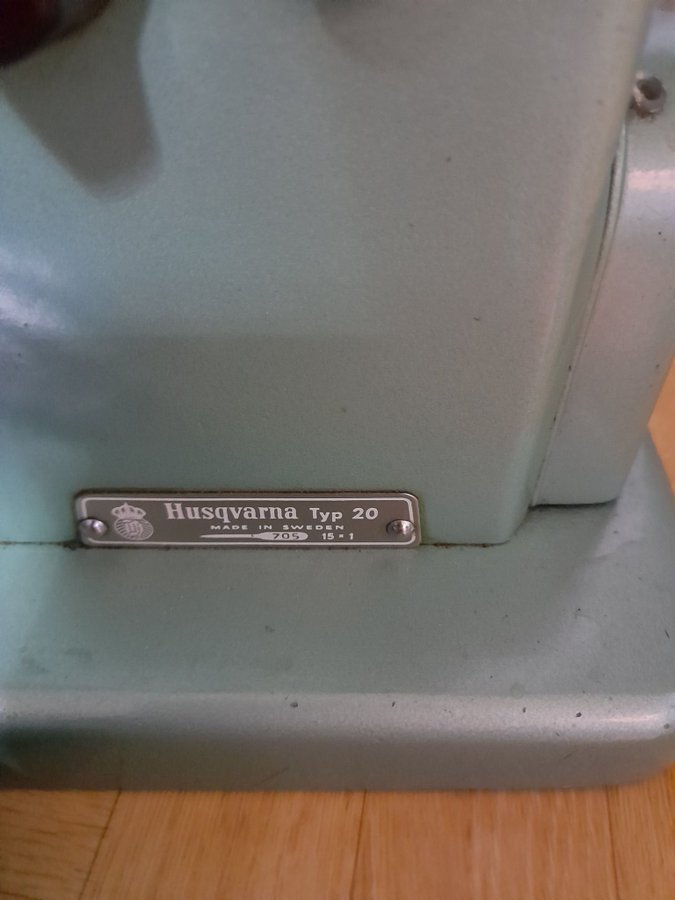 Husqvarna Typ 20
MADE IN SWEDEN
705 15×1